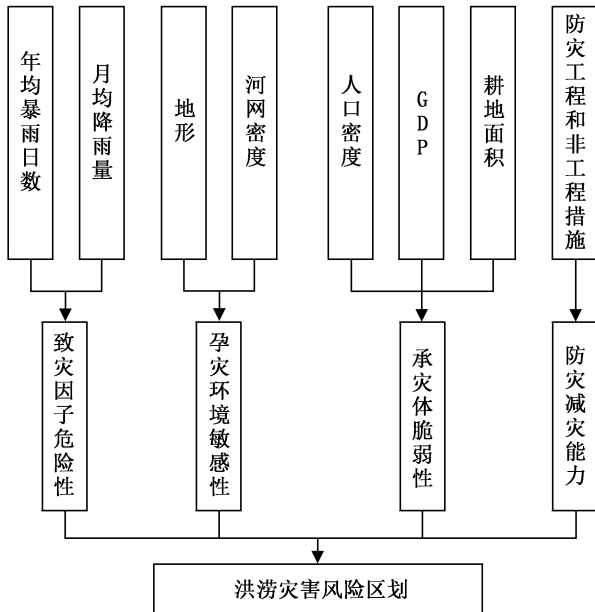 年均暴雨日数
月均降雨量
地形
河网密度
人口密度
GDP
耕地面积
防灾工程和非工程措施
致灾因子危险性
孕灾环境敏感性
承灾体脆弱性
防灾减灾能力
洪涝灾害风险区划